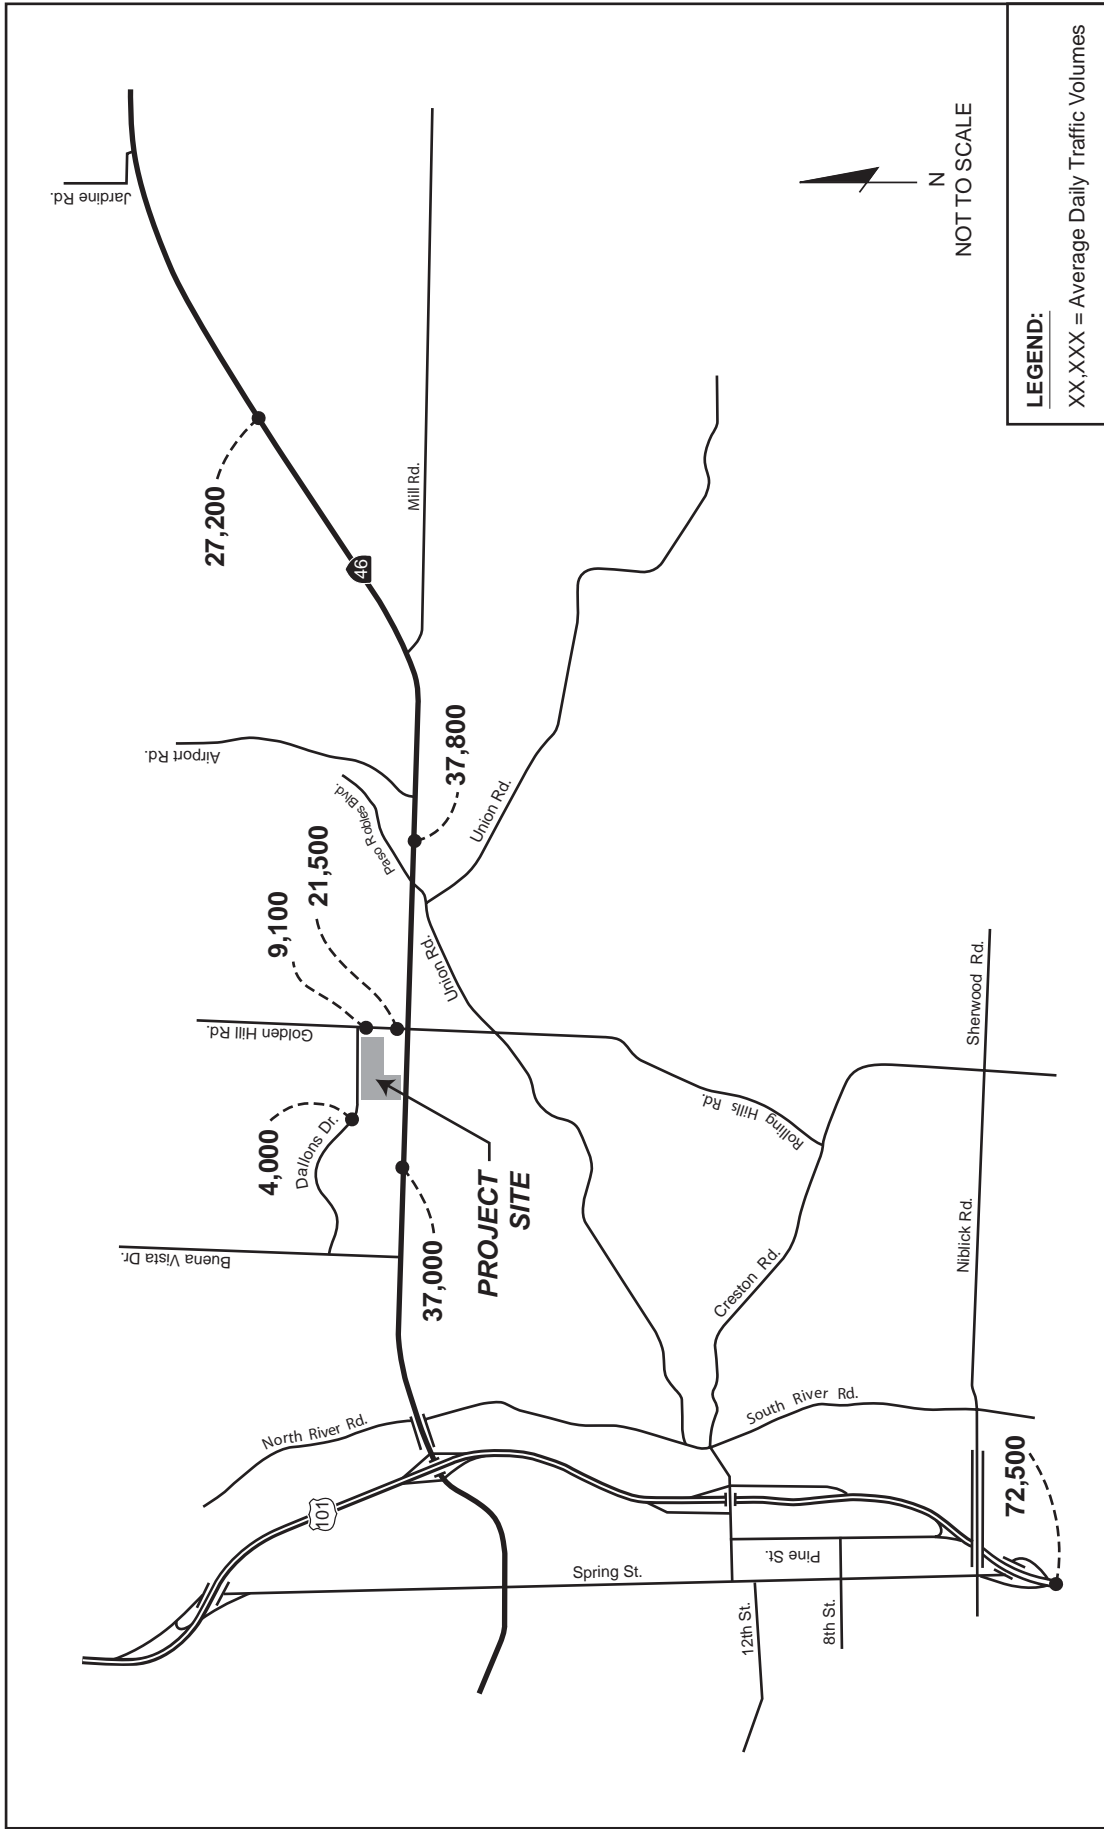 Jardine Rd.
27,200
46
Mill Rd.
Airport Rd.
Paso Robles Blvd.
37,800
Union Rd.
21,500
9,100
Union Rd.
Golden Hill Rd.
4,000
Dallons Dr.
PROJECT
SITE
Rolling Hills Rd.
Sherwood Rd.
Buena Vista Dr.
37,000
Creston Rd.
Niblick Rd.
North River Rd.
South River Rd.
101
72,500
Pine St.
Spring St.
12th St.
8th St.
N
NOT TO SCALE
LEGEND:
XX,XXX = Average Daily Traffic Volumes